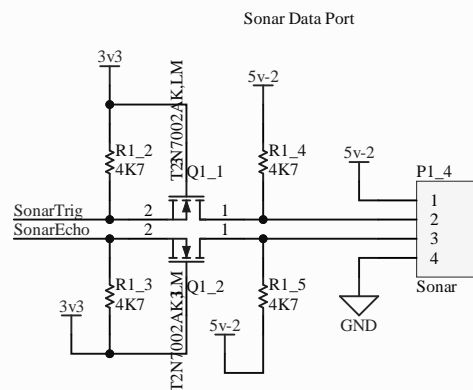 Sonar Data Port
3v3
5v-2
T2N7002AK,LM
R1_2
4K7
Q1_1
R1_4
4K7
5v-2
P1_4
SonarTrig
2
1
1
2
3
4
SonarEcho
2
1
R1_3
4K7
T2N7002AK,LM
3
Q1_2
R1_5
4K7
Sonar
3v3
5v-2
GND